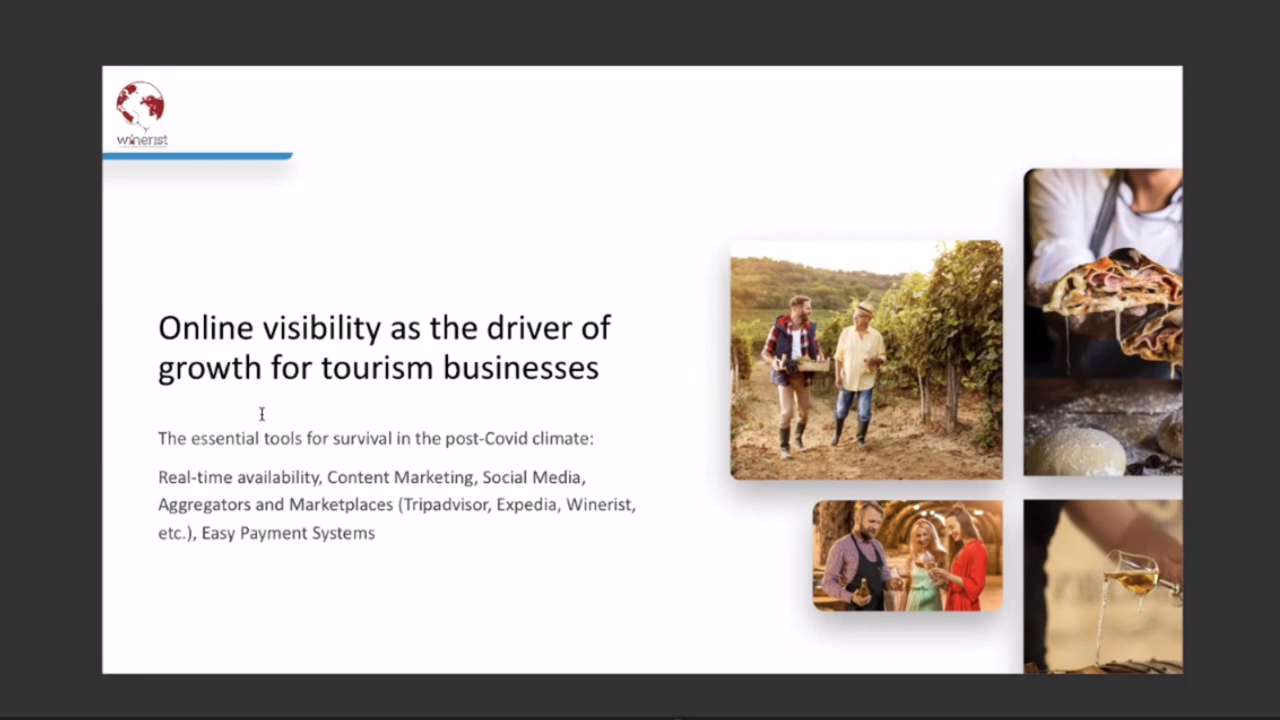 winerist
Online visibility as the driver of
growth for tourism businesses
The essential tools for survival in the post-Covid climate:
Real-time availability, Content Marketing, Social Media,
Aggregators and Marketplaces (Tripadvisor, Expedia, Winerist,
etc.), Easy Payment Systems